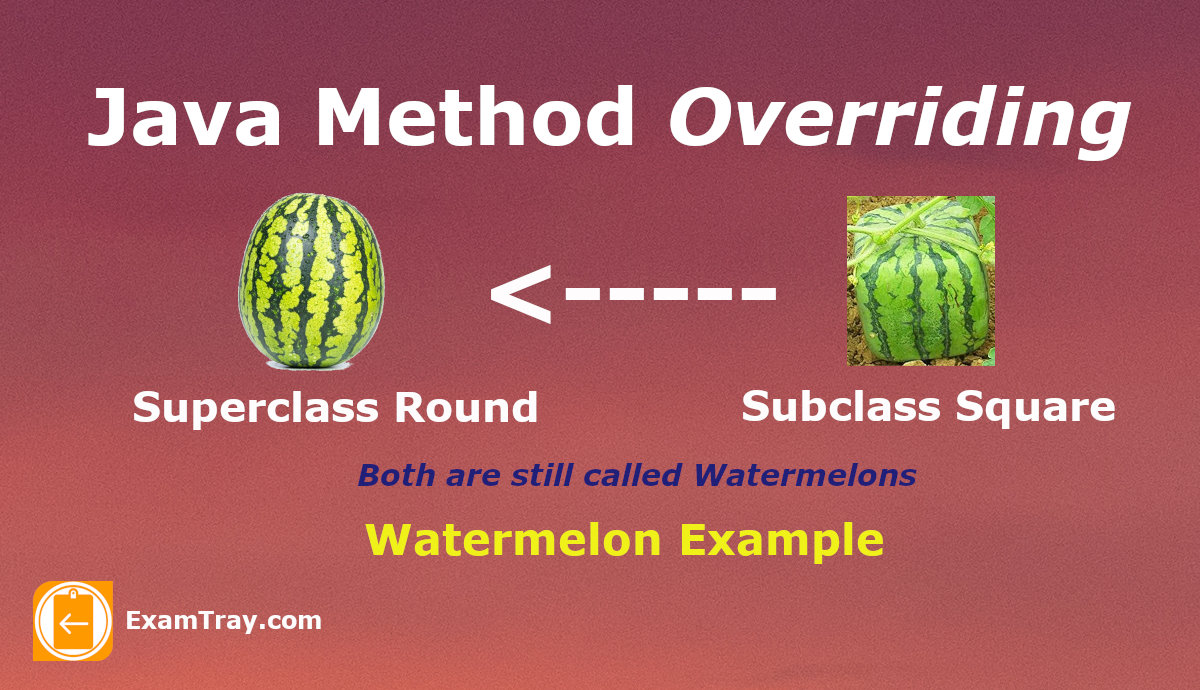 Java Method Overriding
<-----
Superclass Round
Subclass Square
Both are still called Watermelons
Watermelon Example
ExamTray.com